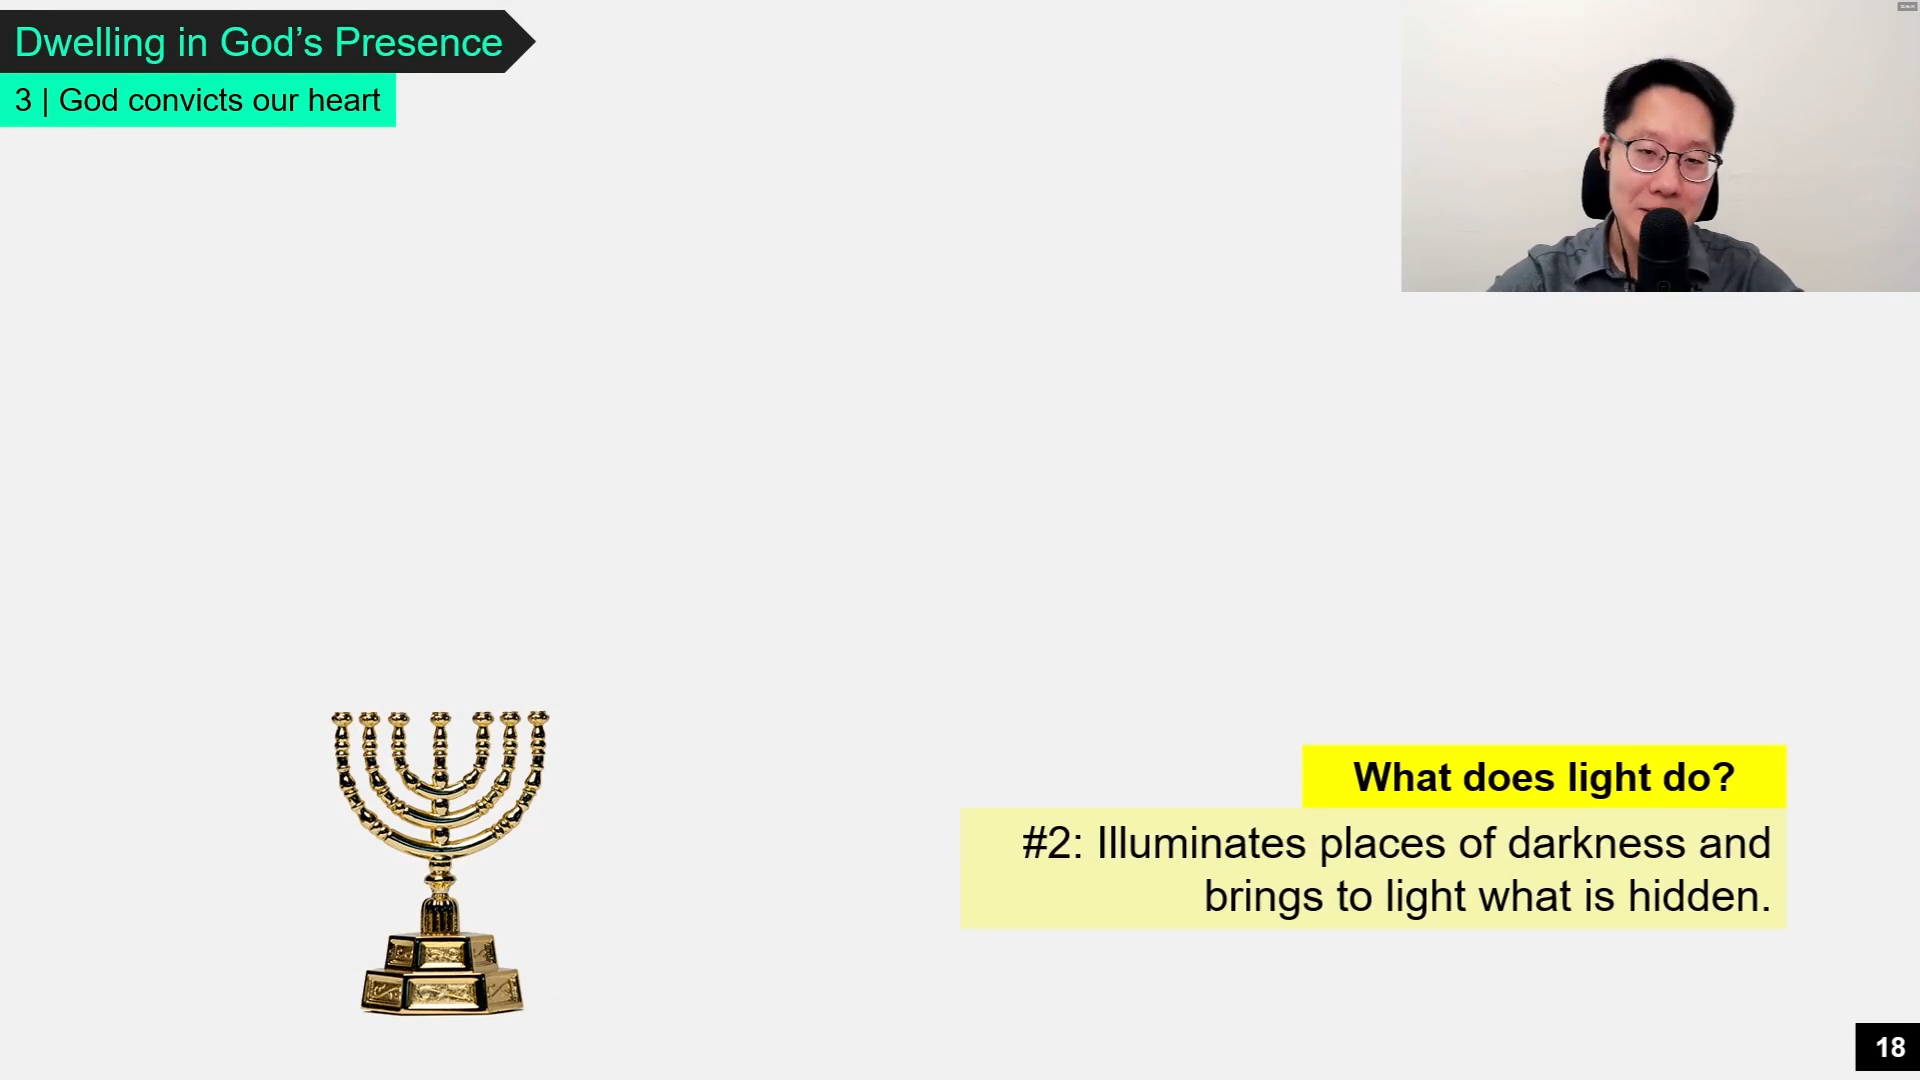 Dwelling in God’s Presence
3 | God convicts our heart
What does light do?
#2: Illuminates places of darkness and
brings to light what is hidden.
18